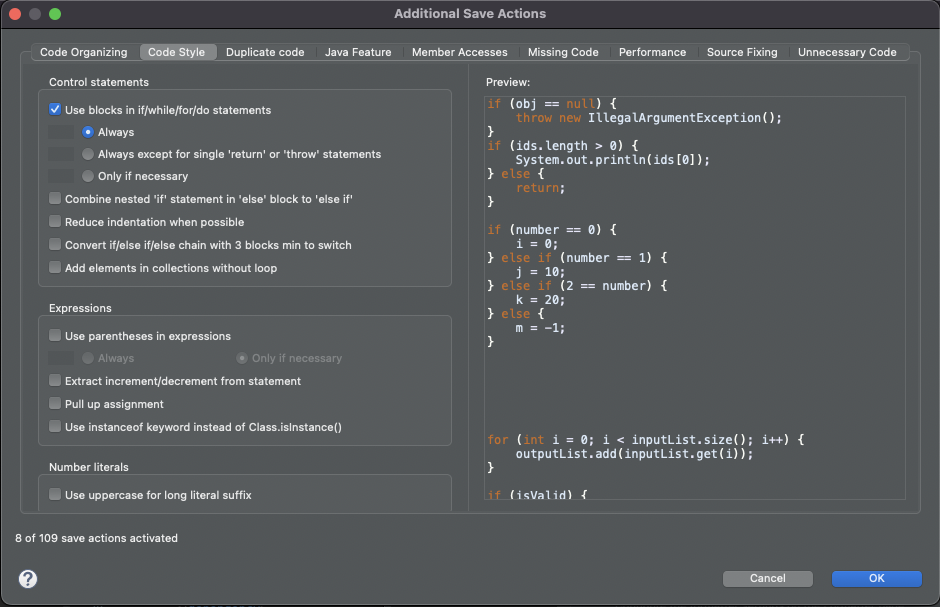 Additional Save Actions
Code Organizing Code Style Duplicate code Java Feature Member Accesses Missing Code Performance Source Fixing Unnecessary Code
Control statements
Use blocks in if/while/for/do statements
Always
Always except for single 'return' or 'throw' statements
Only if necessary
Combine nested 'if' statement in 'else' block to 'else if'
Reduce indentation when possible
Convert if/else if/else chain with 3 blocks min to switch
Add elements in collections without loop
Expressions
Use parentheses in expressions
Always Only if necessary
Extract increment/decrement from statement
Pull up assignment
Use instanceof keyword instead of Class.isInstance()
Number literals
Use uppercase for long literal suffix
Preview:
if (obj == null) {
    throw new IllegalArgumentException();
}
if (ids.length > 0) {
    System.out.println(ids[0]);
} else {
    return;
}
if (number == 0) {
    i = 0;
} else if (number == 1) {
    j = 10;
} else if (2 == number) {
    k = 20;
} else {
    m = -1;
}
for (int i = 0; i < inputList.size(); i++) {
    outputList.add(inputList.get(i));
}
if (isValid) {
8 of 109 save actions activated
?
Cancel OK